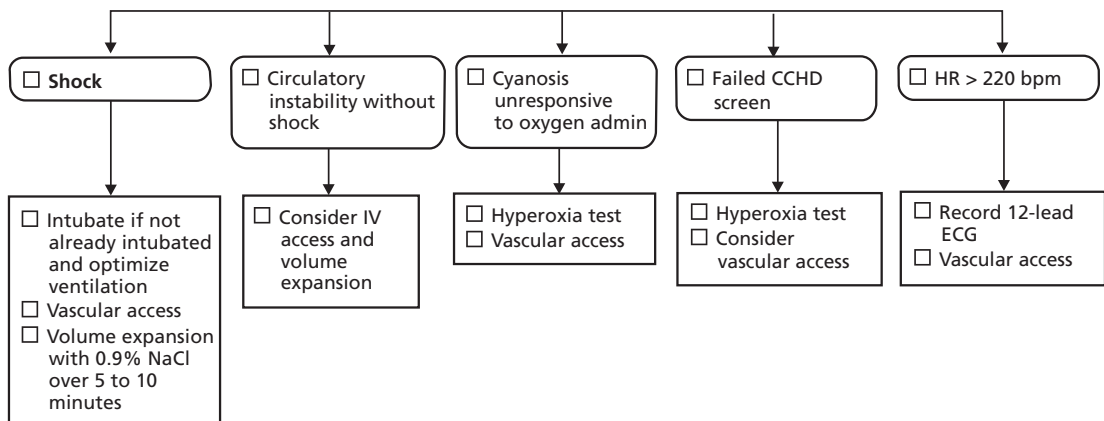 ☐ Shock
☐ Circulatory
instability without
shock
☐ Cyanosis
unresponsive
to oxygen admin
☐ Failed CCHD
screen
☐ HR > 220 bpm
☐ Intubate if not
already intubated
and optimize
ventilation
☐ Vascular access
☐ Volume expansion
with 0.9% NaCl
over 5 to 10
minutes
☐ Consider IV
access and
volume
expansion
☐ Hyperoxia test
☐ Vascular access
☐ Hyperoxia test
☐ Consider
vascular access
☐ Record 12-lead
ECG
☐ Vascular access